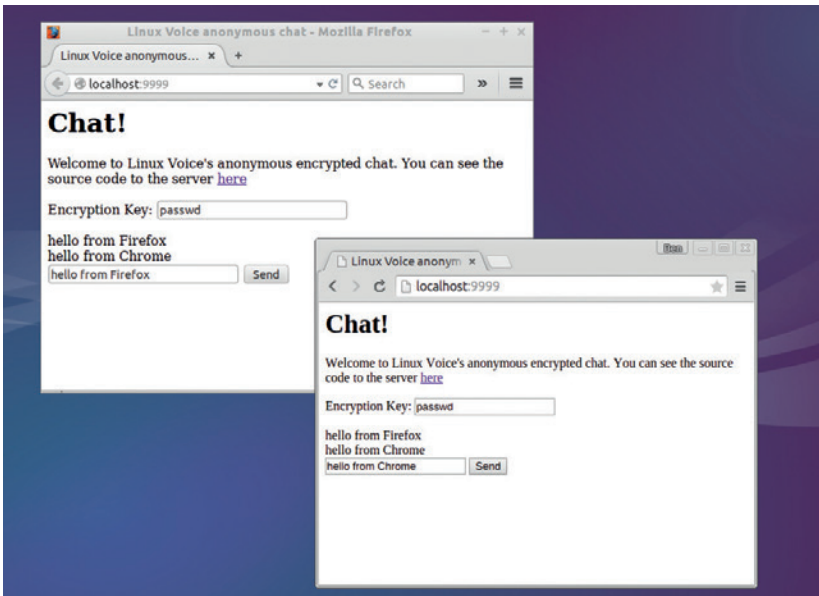 Linux Voice anonymous chat - Mozilla Firefox
Linux Voice anonymous... × +
localhost:9999
Search
Chat!
Welcome to Linux Voice's anonymous encrypted chat. You can see the
source code to the server here
Encryption Key: passwd
hello from Firefox
hello from Chrome
hello from Firefox Send
Ben
Linux Voice anonym ×
localhost:9999
Chat!
Welcome to Linux Voice's anonymous encrypted chat. You can see the source
code to the server here
Encryption Key: passwd
hello from Firefox
hello from Chrome
hello from Chrome Send